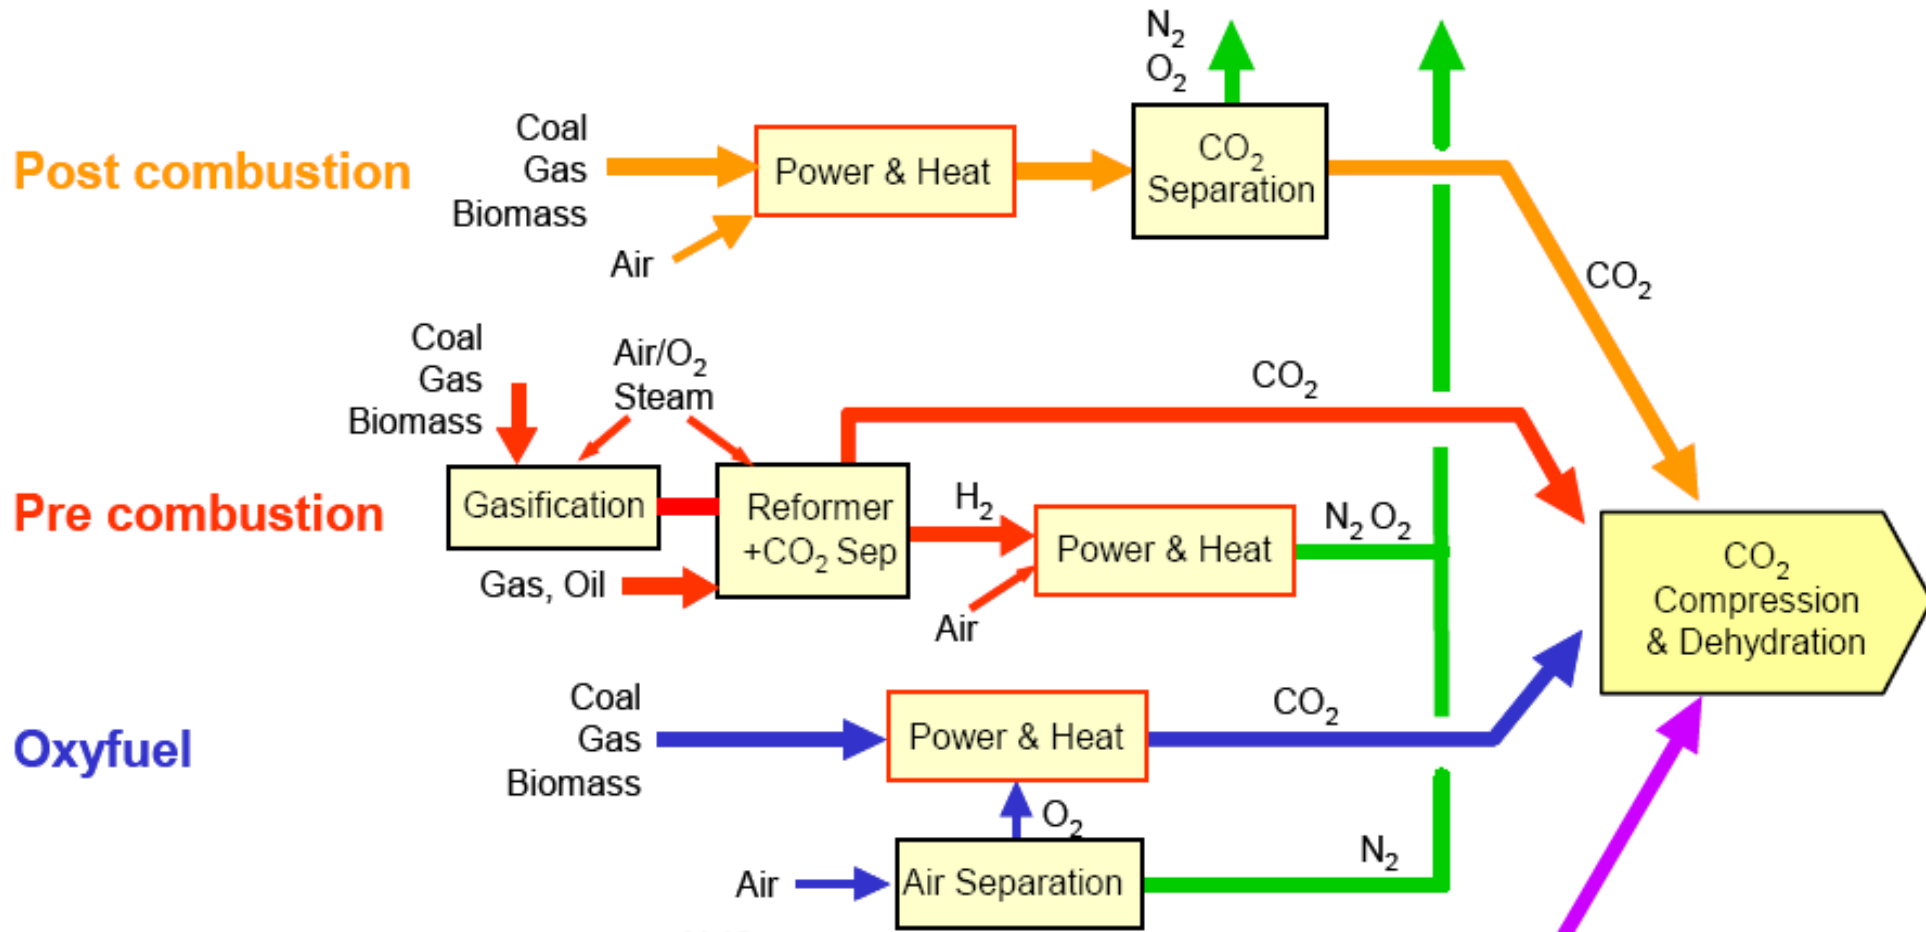 N2
O2
Coal
Gas
Biomass
Post combustion
Power & Heat
CO2
Separation
Air
CO2
Coal
Gas
Biomass
Air/O2
Steam
CO2
Pre combustion
Gasification
Reformer
+CO2 Sep
H2
Power & Heat
N2 O2
Gas, Oil
Air
CO2
Compression
& Dehydration
Oxyfuel
Coal
Gas
Biomass
Power & Heat
CO2
O2
Air
Air Separation
N2